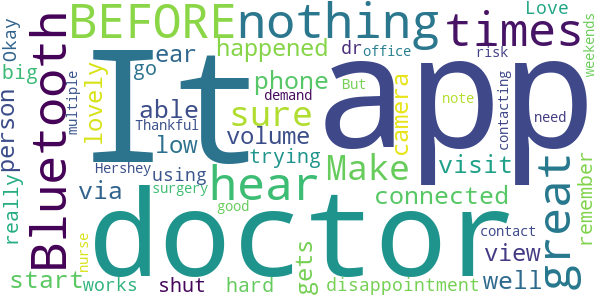 BEFORE nothing times Love
Okay happened dr office risk weekends
big ear go phone But demand
person multiple Bluetooth lovely It app
able Thankful sure volume camera note need contacting
low trying Make visit great
Hershey using hear connected remember
really via surgery doctor
nurse good gets view contact
start works shut hard disappointment well